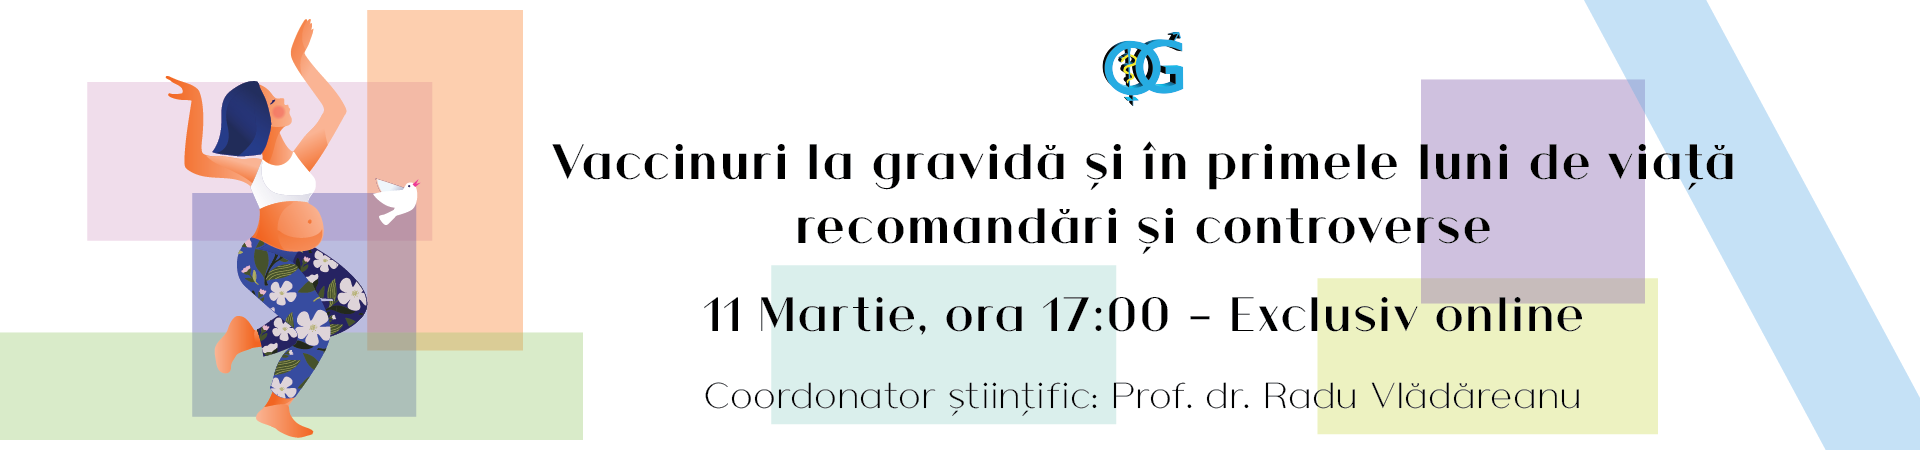 OG
Vaccinuri la gravidă și în primele luni de viață
recomandări și controverse
11 Martie, ora 17:00 - Exclusiv online
Coordonator științific: Prof. dr. Radu Vlădăreanu